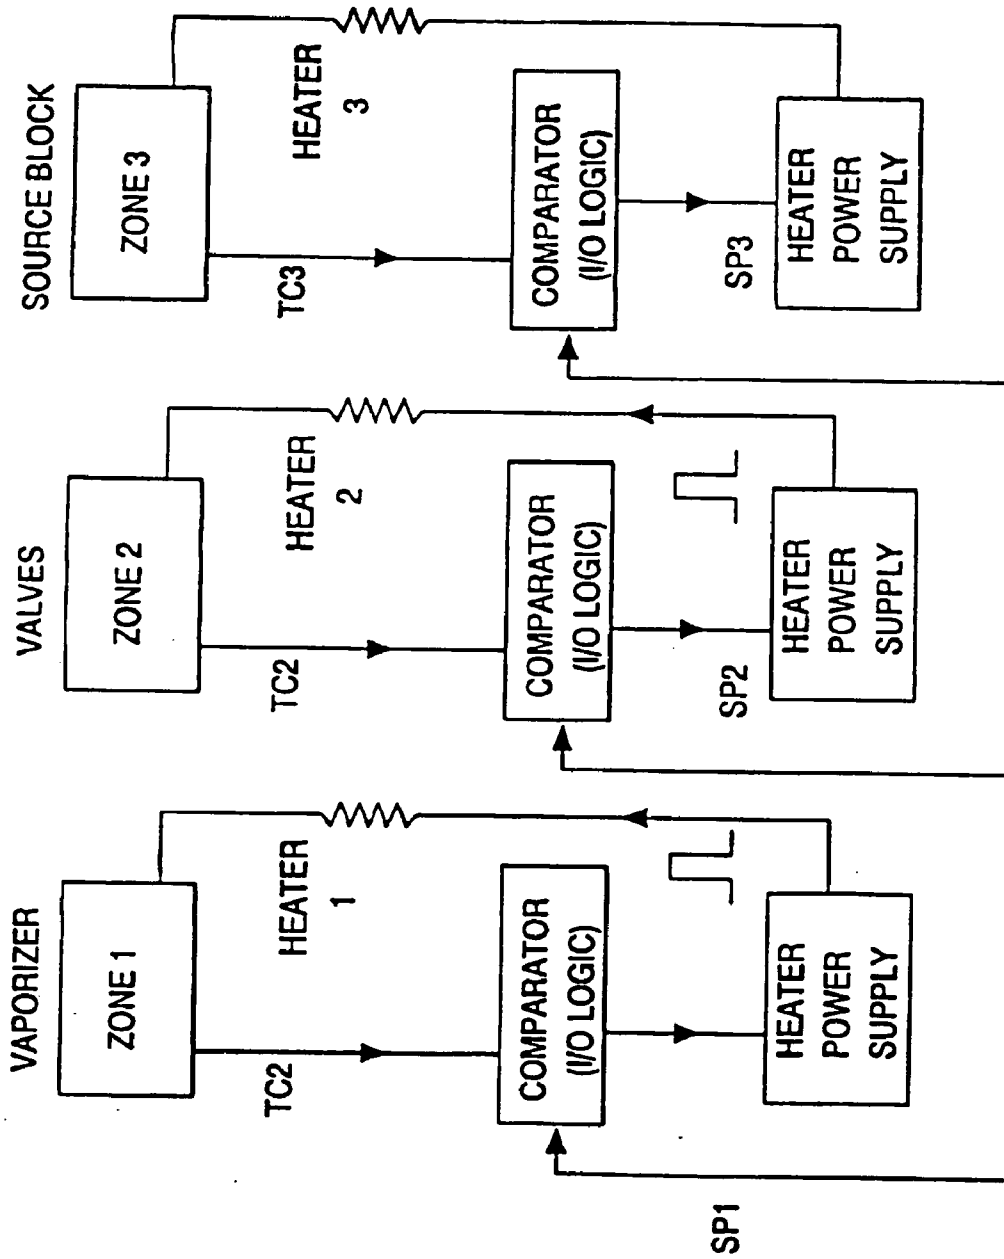 VAPORIZER
ZONE 1
TC2
HEATER
1
COMPARATOR
(I/O LOGIC)
SP1
HEATER
POWER
SUPPLY
VALVES
ZONE 2
TC2
HEATER
2
COMPARATOR
(I/O LOGIC)
SP2
HEATER
POWER
SUPPLY
SOURCE BLOCK
ZONE 3
TC3
HEATER
3
COMPARATOR
(I/O LOGIC)
SP3
HEATER
POWER
SUPPLY